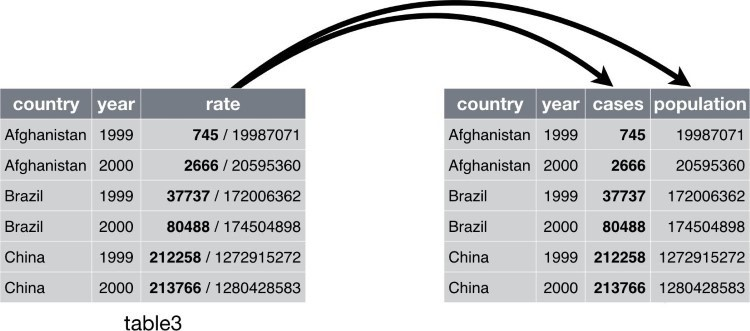 country year rate
Afghanistan 1999 745 / 19987071
Afghanistan 2000 2666 / 20595360
Brazil 1999 37737 / 172006362
Brazil 2000 80488 / 174504898
China 1999 212258 / 1272915272
China 2000 213766 / 1280428583
table3
country year cases population
Afghanistan 1999 745 19987071
Afghanistan 2000 2666 20595360
Brazil 1999 37737 172006362
Brazil 2000 80488 174504898
China 1999 212258 1272915272
China 2000 213766 1280428583